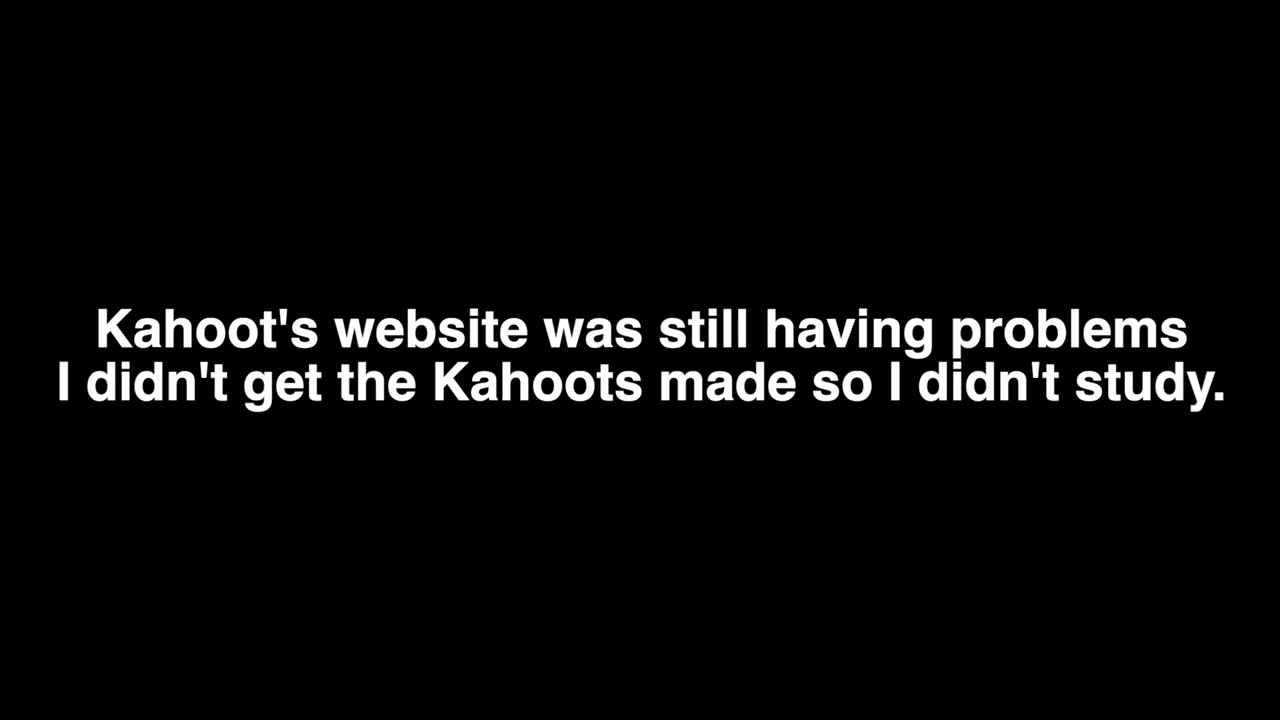 Kahoot's website was still having problems
I didn't get the Kahoots made so I didn't study.